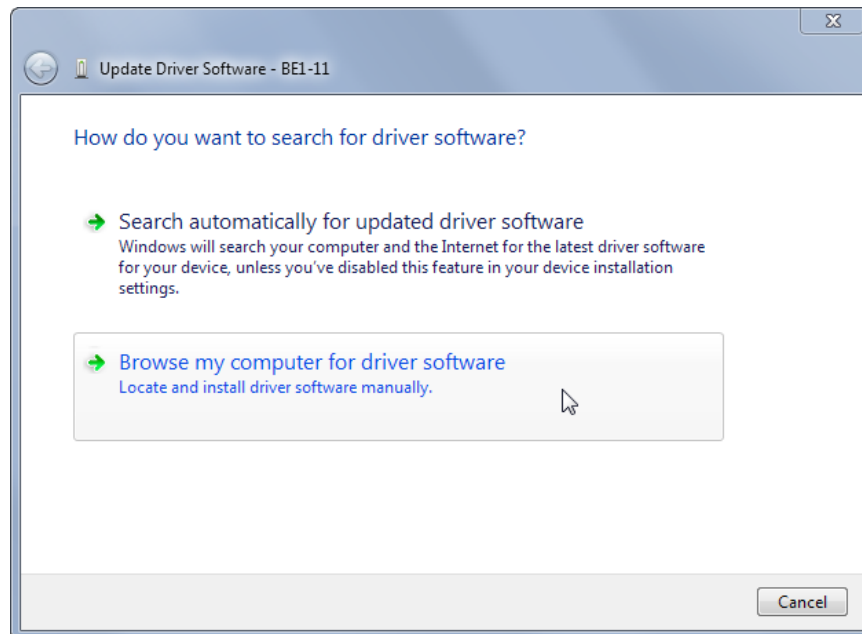 Update Driver Software - BE1-11
How do you want to search for driver software?
Search automatically for updated driver software
Windows will search your computer and the Internet for the latest driver software
for your device, unless you've disabled this feature in your device installation
settings.
Browse my computer for driver software
Locate and install driver software manually.
Cancel